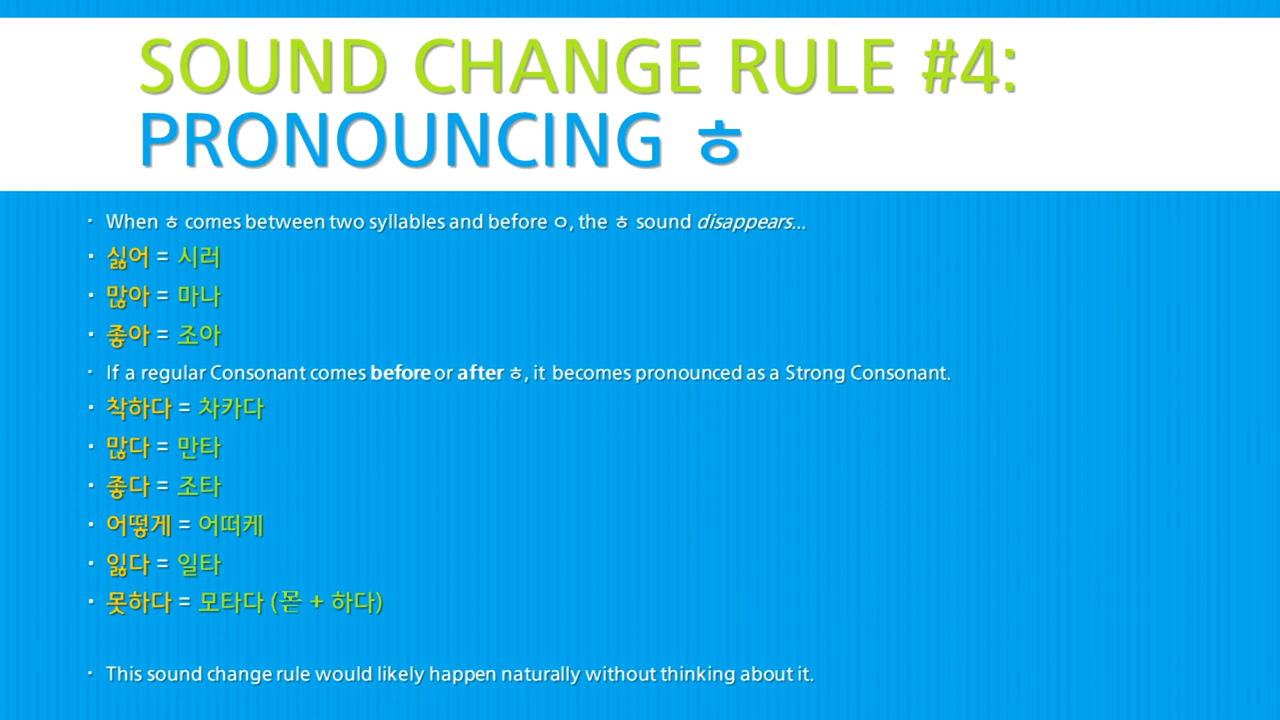 SOUND CHANGE RULE #4:
PRONOUNCING ㅎ
· When ㅎ comes between two syllables and before ㅇ, the ㅎ sound disappears...
· 싫어 = 시러
· 많아 = 마나
· 좋아 = 조아
· If a regular Consonant comes before or after ㅎ, it becomes pronounced as a Strong Consonant.
· 착하다 = 차카다
· 많다 = 만타
· 좋다 = 조타
· 어떻게 = 어떠케
· 잃다 = 일타
· 못하다 = 모타다 (몯 + 하다)
· This sound change rule would likely happen naturally without thinking about it.